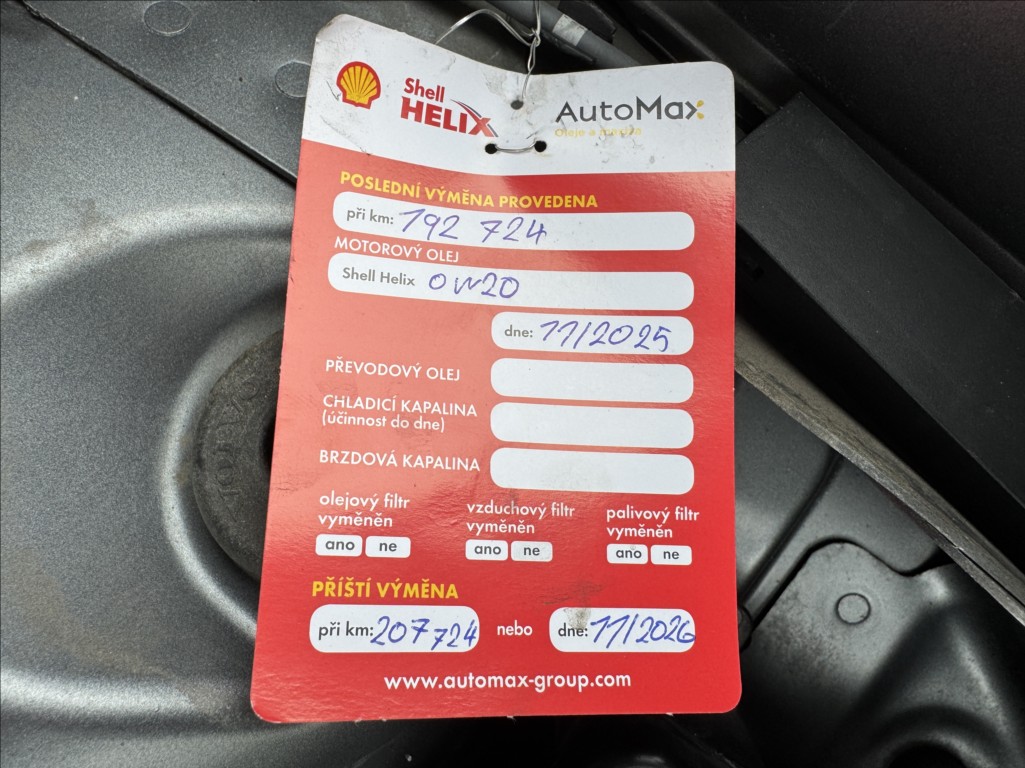 Shell
HELIX
AutoMax
Oleje a maziva
POSLEDNÍ VÝMĚNA PROVEDENA
při km: 192 724
MOTOROVÝ OLEJ
Shell Helix 0W20
dne: 11/2025
PŘEVODOVÝ OLEJ
CHLADICÍ KAPALINA
(účinnost do dne)
BRZDOVÁ KAPALINA
olejový filtr
vyměněn
ano ne
vzduchový filtr
vyměněn
ano ne
palivový filtr
vyměněn
ano ne
PŘÍŠTÍ VÝMĚNA
při km: 207 724 nebo dne: 11/2026
www.automax-group.com